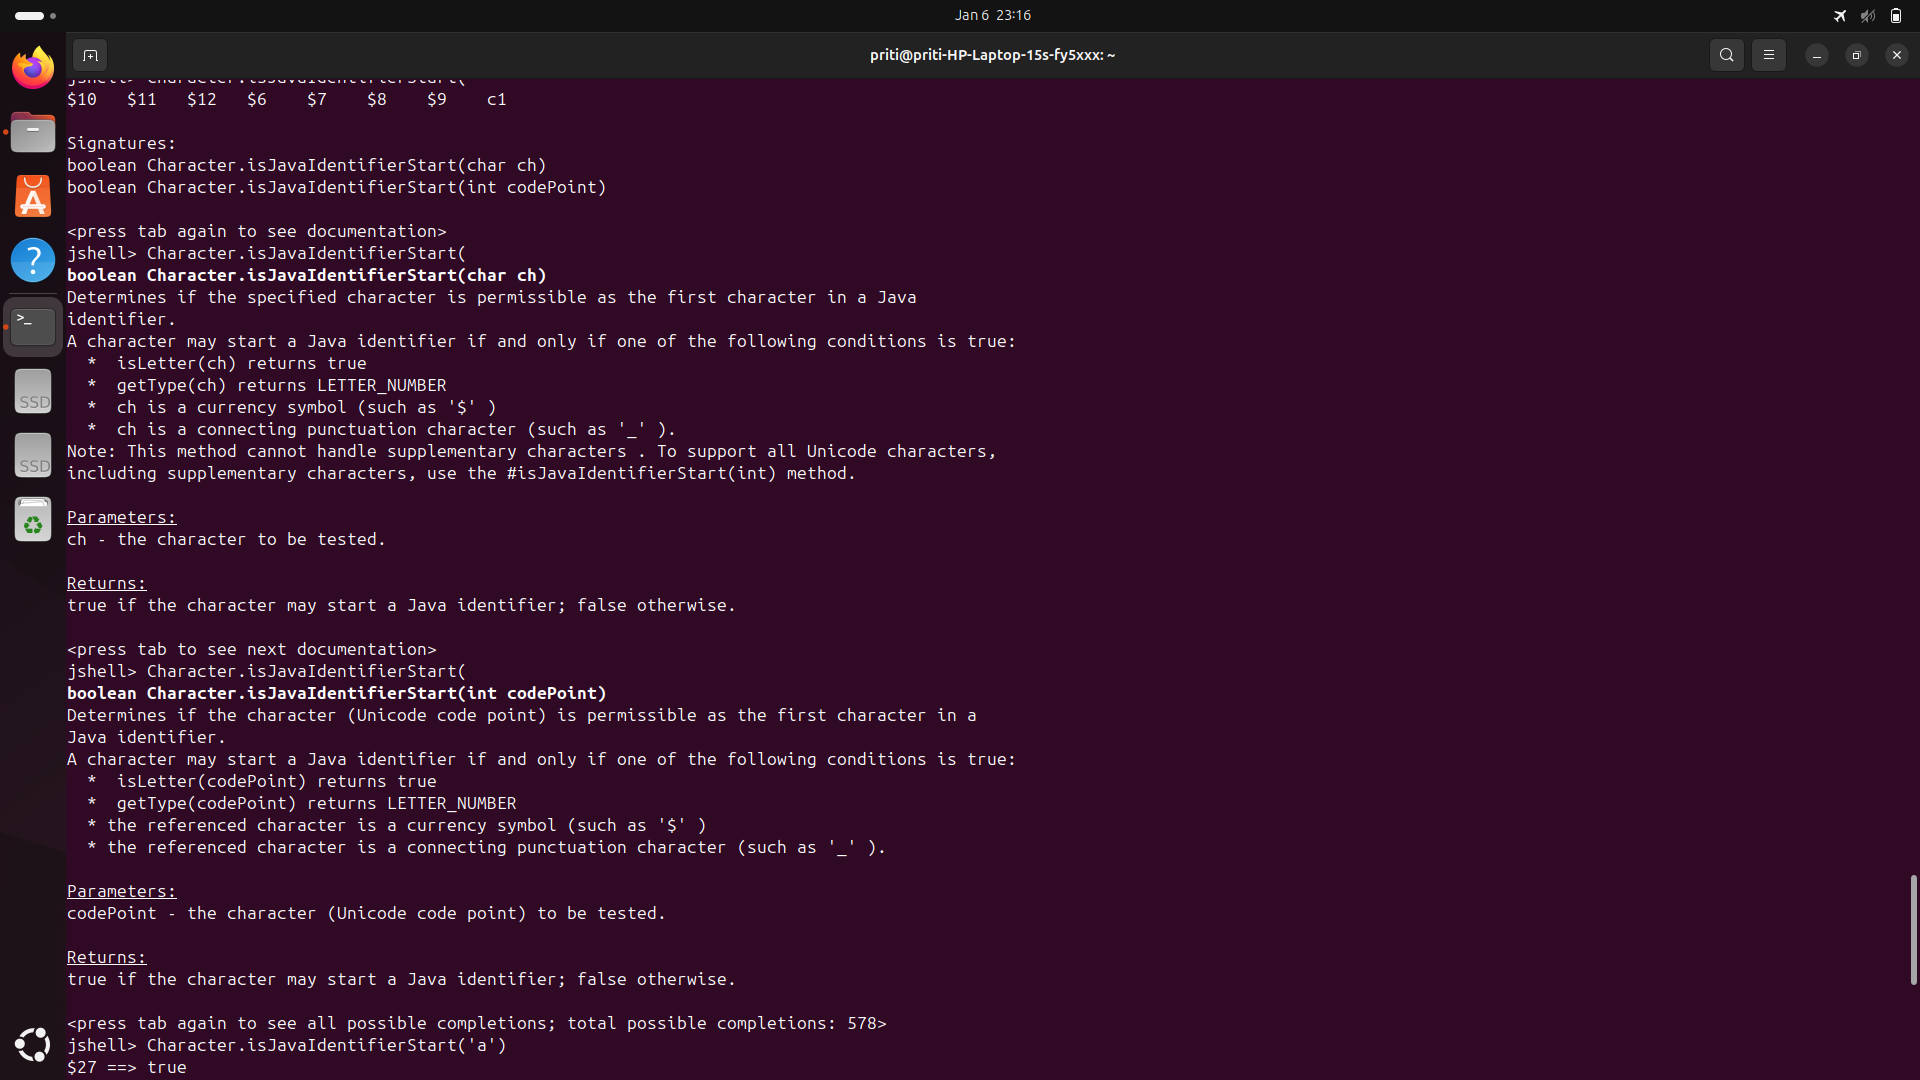 Jan 6 23:16
priti@priti-HP-Laptop-15s-fy5xxx: ~
jshell> Character.isJavaIdentifierStart(
$10 $11 $12 $6 $7 $8 $9 c1
Signatures:
boolean Character.isJavaIdentifierStart(char ch)
boolean Character.isJavaIdentifierStart(int codePoint)
<press tab again to see documentation>
jshell> Character.isJavaIdentifierStart(
boolean Character.isJavaIdentifierStart(char ch)
Determines if the specified character is permissible as the first character in a Java
identifier.
A character may start a Java identifier if and only if one of the following conditions is true:
* isLetter(ch) returns true
* getType(ch) returns LETTER_NUMBER
* ch is a currency symbol (such as '$' )
* ch is a connecting punctuation character (such as '_' ).
Note: This method cannot handle supplementary characters . To support all Unicode characters,
including supplementary characters, use the #isJavaIdentifierStart(int) method.
Parameters:
ch - the character to be tested.
Returns:
true if the character may start a Java identifier; false otherwise.
<press tab to see next documentation>
jshell> Character.isJavaIdentifierStart(
boolean Character.isJavaIdentifierStart(int codePoint)
Determines if the character (Unicode code point) is permissible as the first character in a
Java identifier.
A character may start a Java identifier if and only if one of the following conditions is true:
* isLetter(codePoint) returns true
* getType(codePoint) returns LETTER_NUMBER
* the referenced character is a currency symbol (such as '$' )
* the referenced character is a connecting punctuation character (such as '_' ).
Parameters:
codePoint - the character (Unicode code point) to be tested.
Returns:
true if the character may start a Java identifier; false otherwise.
<press tab again to see all possible completions; total possible completions: 578>
jshell> Character.isJavaIdentifierStart('a')
$27 ==> true
>_
SSD
SSD